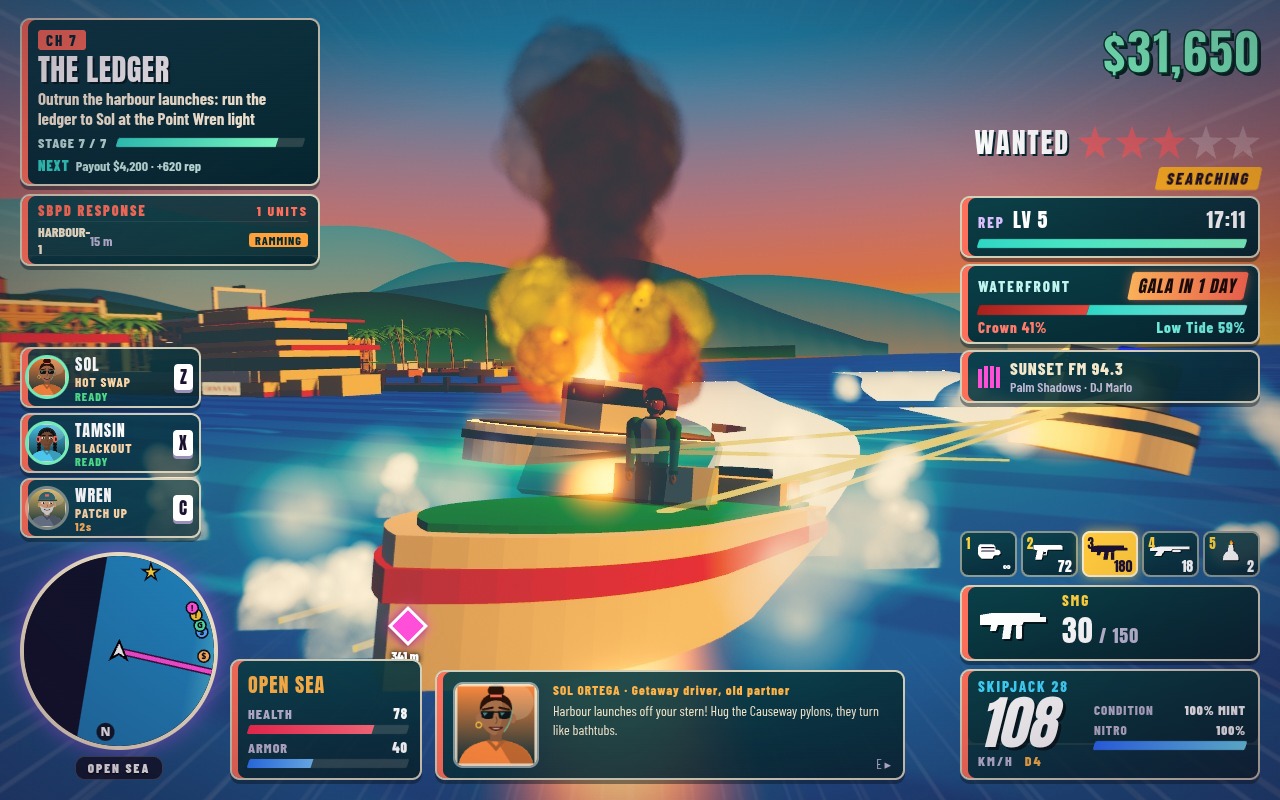 CH 7
THE LEDGER
Outrun the harbour launches: run the
ledger to Sol at the Point Wren light
STAGE 7 / 7
NEXT Payout $4,200 · +620 rep
SBPD RESPONSE 1 UNITS
HARBOUR-
1
15 m
RAMMING
$31,650
WANTED
SEARCHING
REP LV 5 17:11
WATERFRONT GALA IN 1 DAY
Crown 41% Low Tide 59%
SUNSET FM 94.3
Palm Shadows · DJ Marlo
SOL
HOT SWAP
READY
Z
TAMSIN
BLACKOUT
READY
X
WREN
PATCH UP
12s
C
N
OPEN SEA
341 m
OPEN SEA
HEALTH 78
ARMOR 40
SOL ORTEGA · Getaway driver, old partner
Harbour launches off your stern! Hug the Causeway pylons, they turn
like bathtubs.
E ►
1 ∞
2 72
3 180
4 18
5 2
SMG
30 / 150
SKIPJACK 28
108
KM/H D4
CONDITION 100% MINT
NITRO 100%